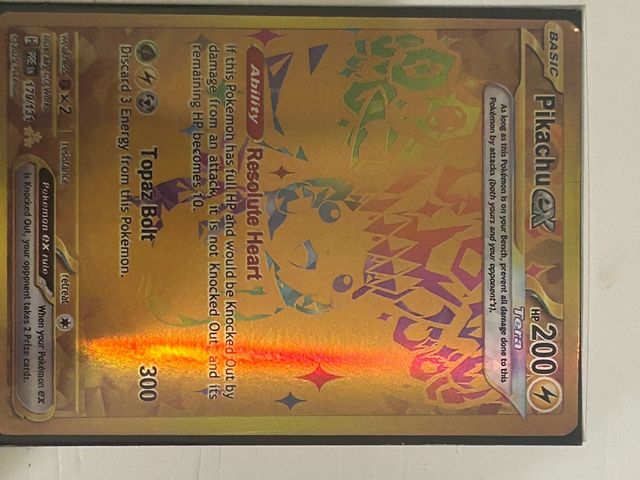 BASIC
Pikachu ex
HP 200
Tera
As long as this Pokémon is on your Bench, prevent all damage done to this
Pokémon by attacks (both yours and your opponent's).
Ability Resolute Heart
If this Pokémon has full HP and would be Knocked Out by
damage from an attack, it is not Knocked Out, and its
remaining HP becomes 10.
Topaz Bolt 300
Discard 3 Energy from this Pokémon.
weakness ×2
resistance
retreat
Pokémon ex rule
When your Pokémon ex
is Knocked Out, your opponent takes 2 Prize cards.